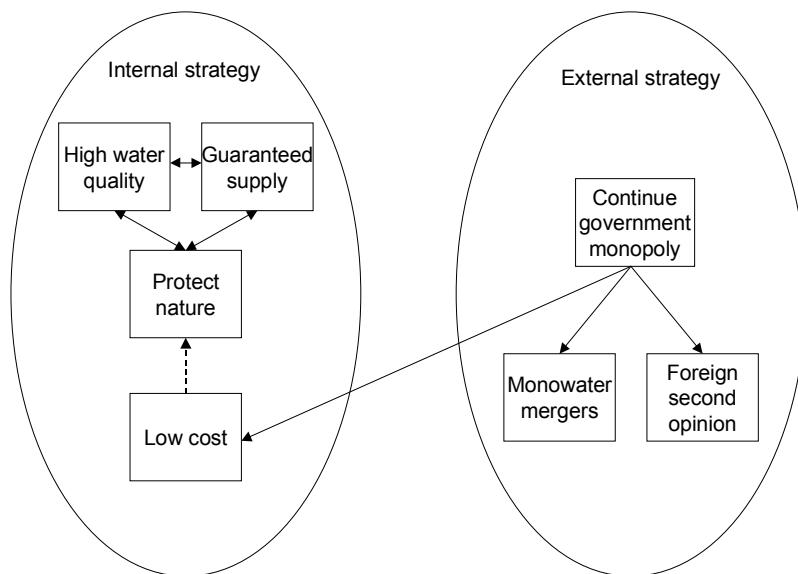 Internal strategy
External strategy
High water
quality
Guaranteed
supply
Continue
government
monopoly
Protect
nature
Monowater
mergers
Foreign
second
opinion
Low cost